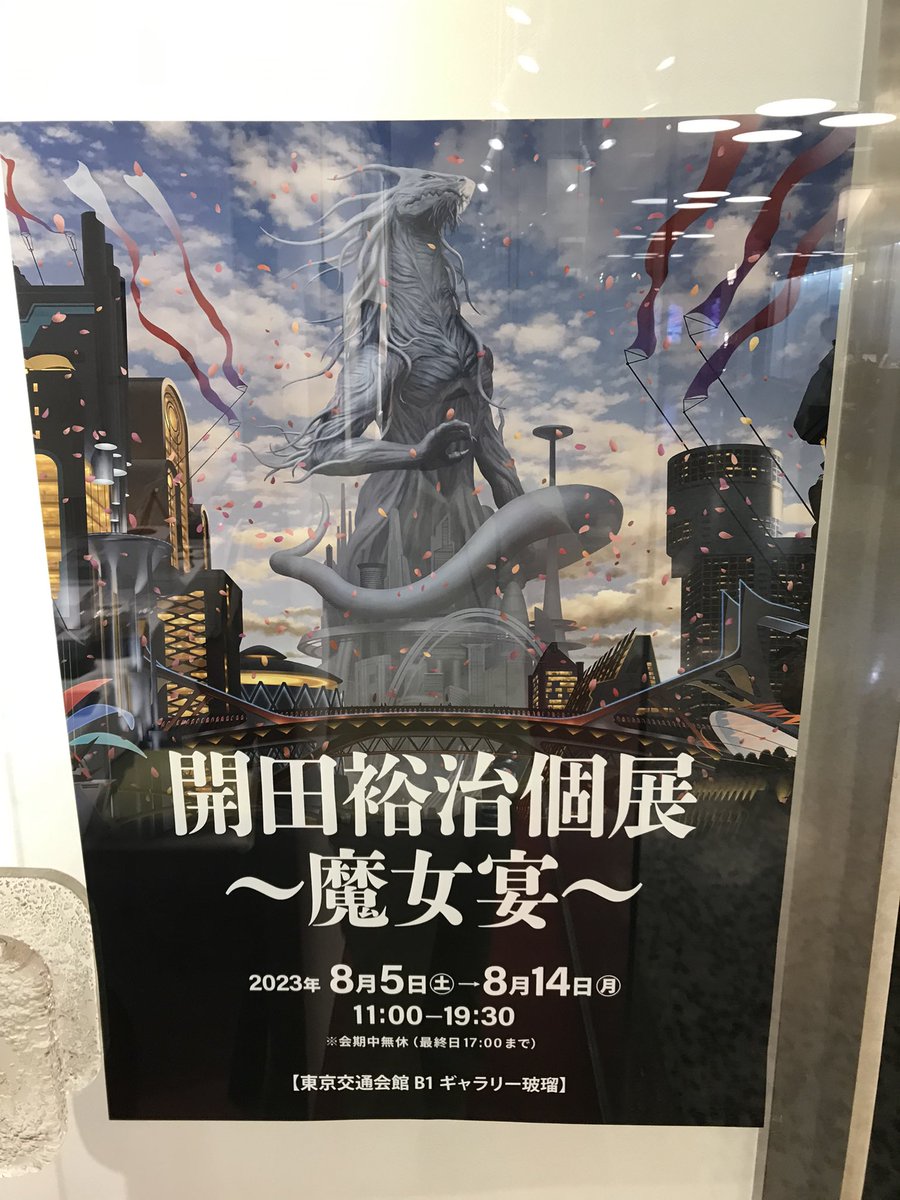 開田裕治個展
〜魔女宴〜
2023年 8月5日㊏→8月14日㊊
11:00−19:30
※会期中無休（最終日17:00まで）
【東京交通会館 B1 ギャラリー玻瑠】